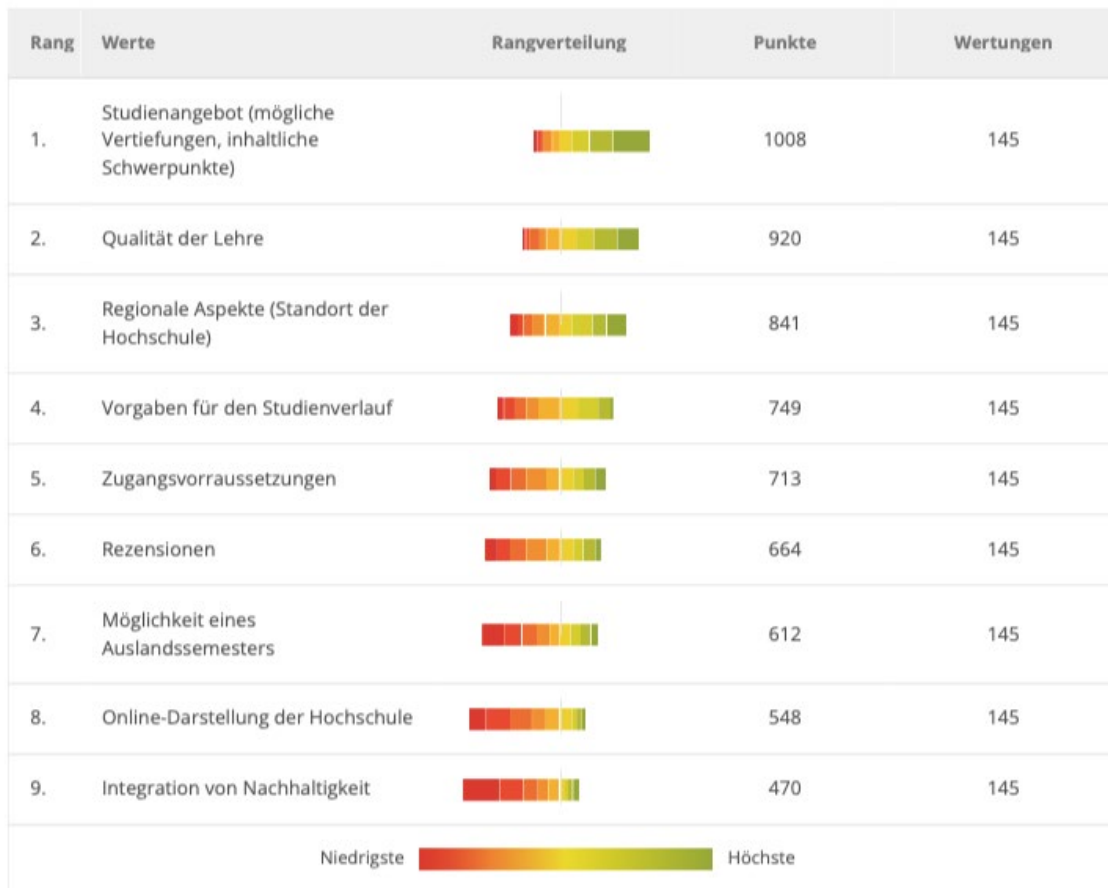 Rang Werte Rangverteilung Punkte Wertungen
Studienangebot (mögliche
1. Vertiefungen, inhaltliche 1008 145
Schwerpunkte)
2. Qualität der Lehre 920 145
Regionale Aspekte (Standort der
3. Hochschule) 841 145
4. Vorgaben für den Studienverlauf 749 145
5. Zugangsvorraussetzungen 713 145
6. Rezensionen 664 145
Möglichkeit eines
7. Auslandssemesters 612 145
8. Online-Darstellung der Hochschule 548 145
9. Integration von Nachhaltigkeit 470 145
Niedrigste Höchste